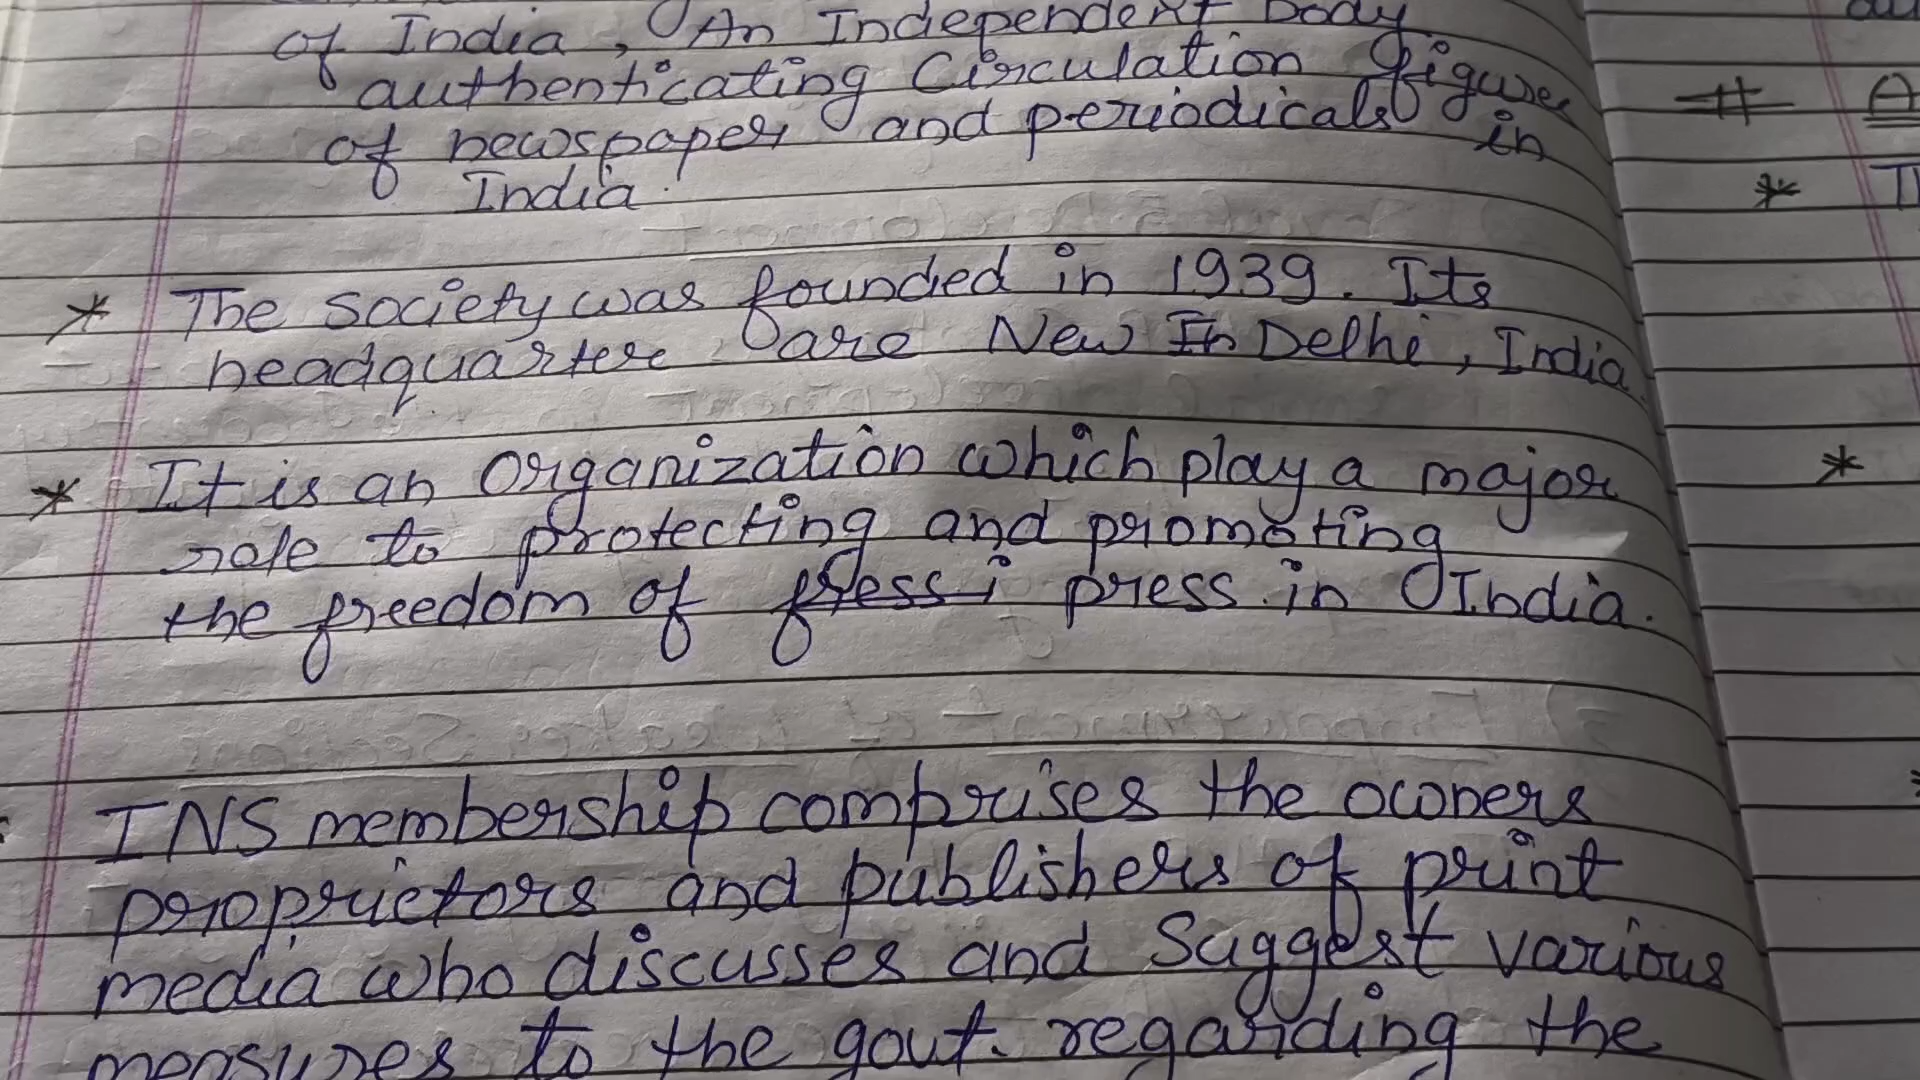 of India, An Independent body
authenticating Circulation figures
of newspaper and periodicals in
India.
* The Society was founded in 1939. Its
headquarters are New In Delhi, India
* It is an Organization which play a major
role to protecting and promoting
the freedom of fress i press in India.
INS membership comprises the owners
proprietors and publishers of print
media who discusses and Suggest various
measures to the govt. regarding the
#
*
*